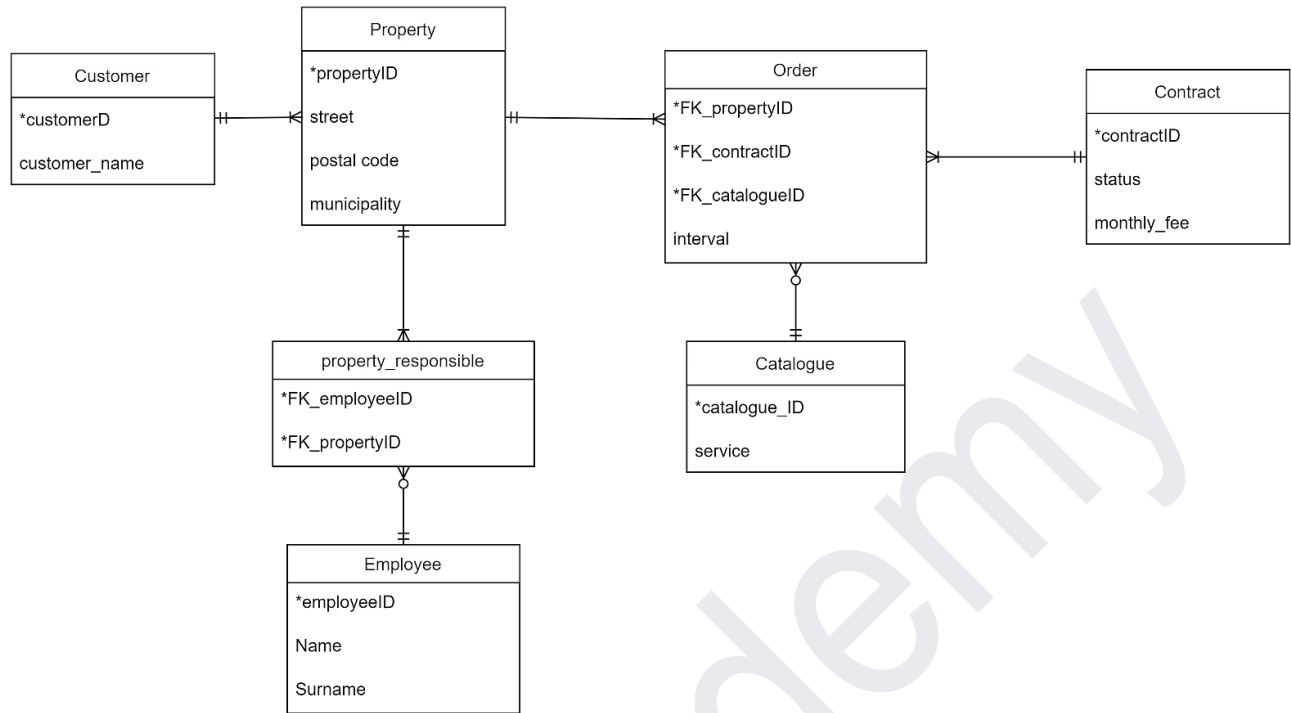 Customer
*customerD
customer_name
Property
*propertyID
street
postal code
municipality
Order
*FK_propertyID
*FK_contractID
*FK_catalogueID
interval
Contract
*contractID
status
monthly_fee
property_responsible
*FK_employeeID
*FK_propertyID
Catalogue
*catalogue_ID
service
Employee
*employeeID
Name
Surname
demy